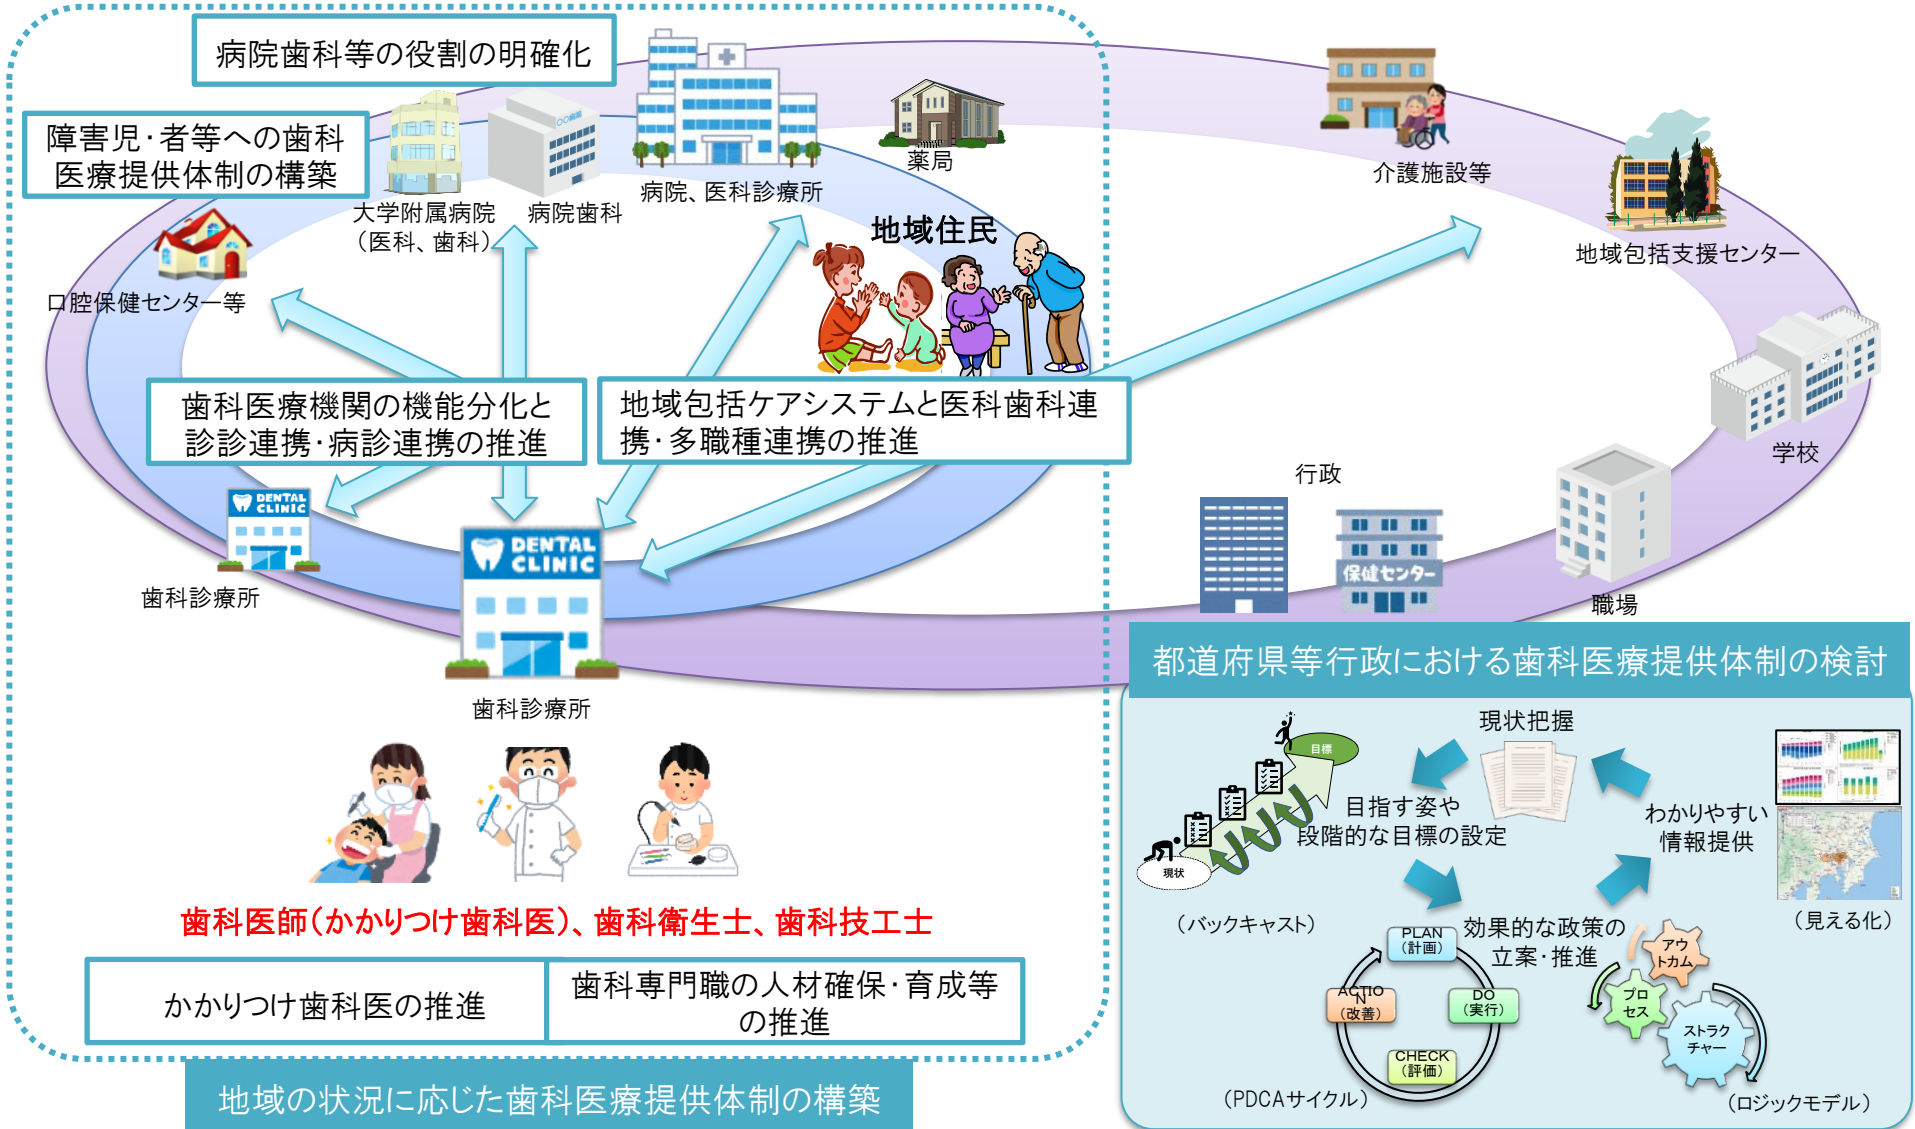 病院歯科等の役割の明確化
障害児・者等への歯科
医療提供体制の構築
大学附属病院
（医科、歯科）
〇〇病院
病院歯科
病院、医科診療所
薬局
介護施設等
地域包括支援センター
地域住民
口腔保健センター等
歯科医療機関の機能分化と
診診連携・病診連携の推進
地域包括ケアシステムと医科歯科連
携・多職種連携の推進
学校
行政
保健センター
職場
DENTAL
CLINIC
歯科診療所
DENTAL
CLINIC
歯科診療所
歯科医師（かかりつけ歯科医）、歯科衛生士、歯科技工士
かかりつけ歯科医の推進
歯科専門職の人材確保・育成等
の推進
地域の状況に応じた歯科医療提供体制の構築
都道府県等行政における歯科医療提供体制の検討
現状把握
目標
現状
目指す姿や
段階的な目標の設定
（バックキャスト）
わかりやすい
情報提供
（見える化）
効果的な政策の
立案・推進
PLAN
（計画）
DO
（実行）
CHECK
（評価）
ACTIO
N
（改善）
（PDCAサイクル）
アウ
トカム
プロ
セス
ストラク
チャー
（ロジックモデル）